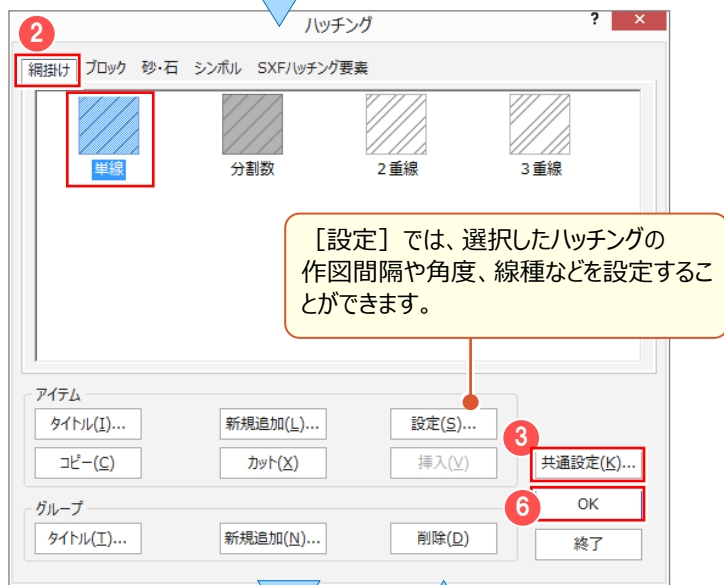 ハッチング ? ×
2
網掛け ブロック 砂・石 シンボル SXFハッチング要素
単線 分割数 2重線 3重線
［設定］では、選択したハッチングの
作図間隔や角度、線種などを設定するこ
とができます。
アイテム
タイトル(I)... 新規追加(L)... 設定(S)...
3
コピー(C) カット(X) 挿入(V) 共通設定(K)...
グループ
6 OK
タイトル(T)... 新規追加(N)... 削除(D) 終了